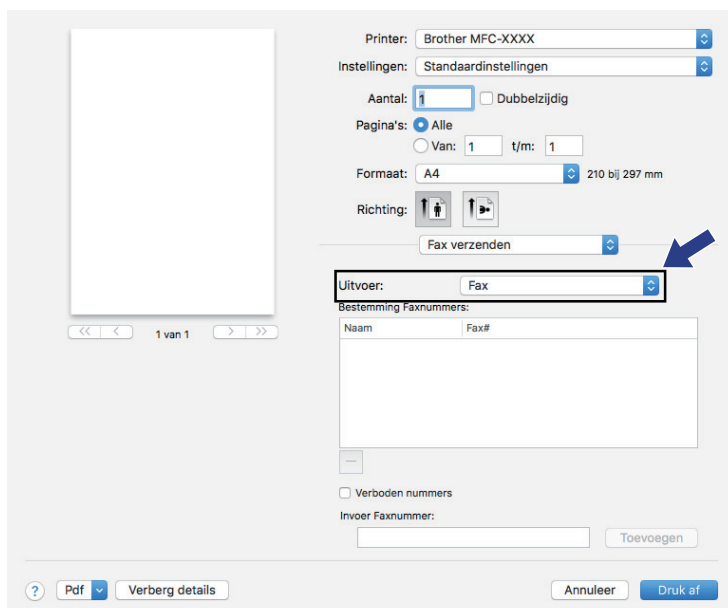 Printer: Brother MFC-XXXX
Instellingen: Standaardinstellingen
Aantal: 1 Dubbelzijdig
Pagina's: Alle
Van: 1 t/m: 1
Formaat: A4 210 bij 297 mm
Richting:
Fax verzenden
Uitvoer: Fax
Bestemming Faxnummers:
Naam Fax#
<< < 1 van 1 > >>
—
Verboden nummers
Invoer Faxnummer:
Toevoegen
? Pdf Verberg details Annuleer Druk af